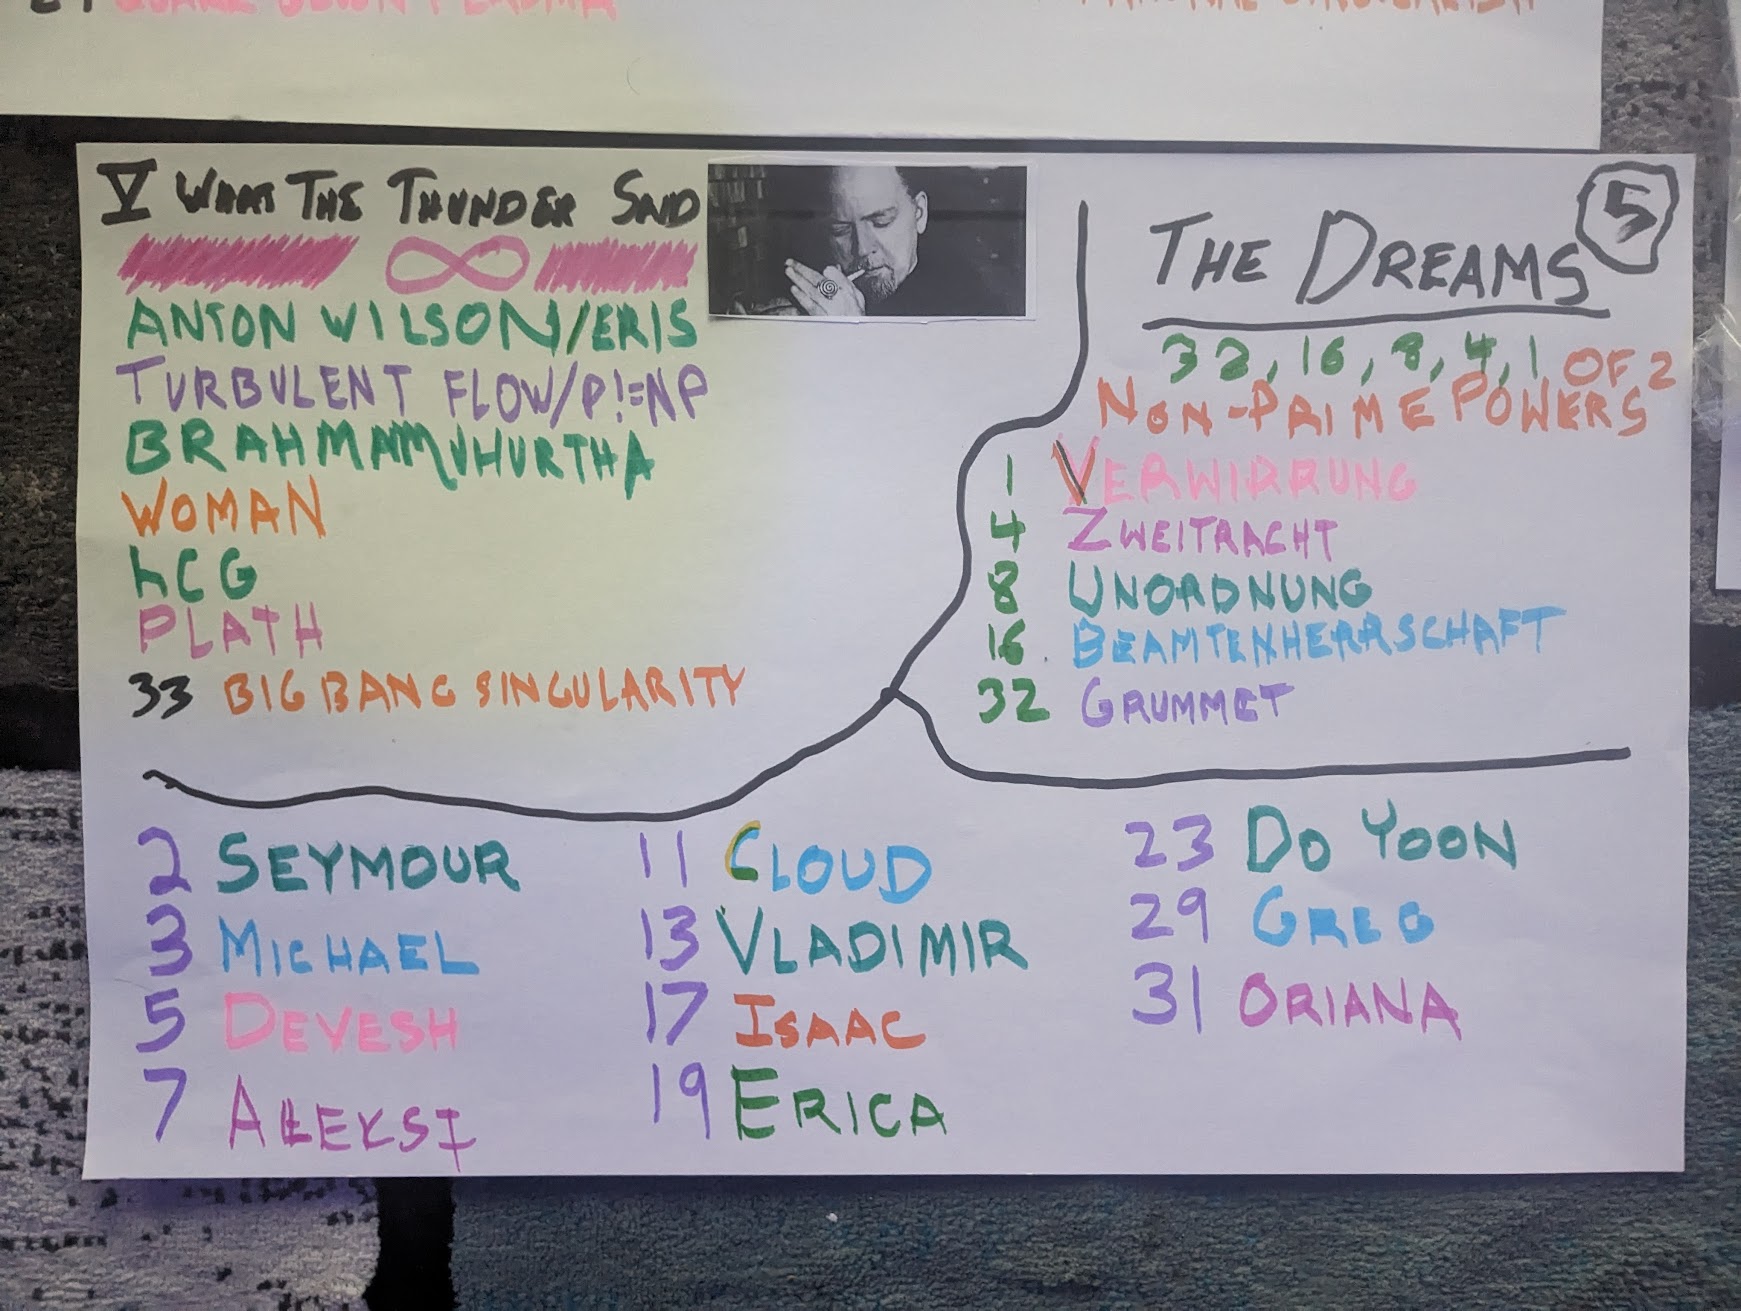 V WHAT THE THUNDER SAID
∞
ANTON WILSON/ERIS
TURBULENT FLOW/P!=NP
BRAHMAMUHURTHA
WOMAN
hCG
PLATH
33 BIG BANG SINGULARITY
THE DREAMS
5
32, 16, 8, 4, 1 OF 2
NON-PRIME POWERS
1 VERWIRRUNG
4 ZWEITRACHT
8 UNORDNUNG
16 BEAMTENHERRSCHAFT
32 GRUMMET
2 SEYMOUR
3 MICHAEL
5 DEVESH
7 ALEKSI
11 CLOUD
13 VLADIMIR
17 ISAAC
19 ERICA
23 DO YOON
29 GREG
31 ORIANA